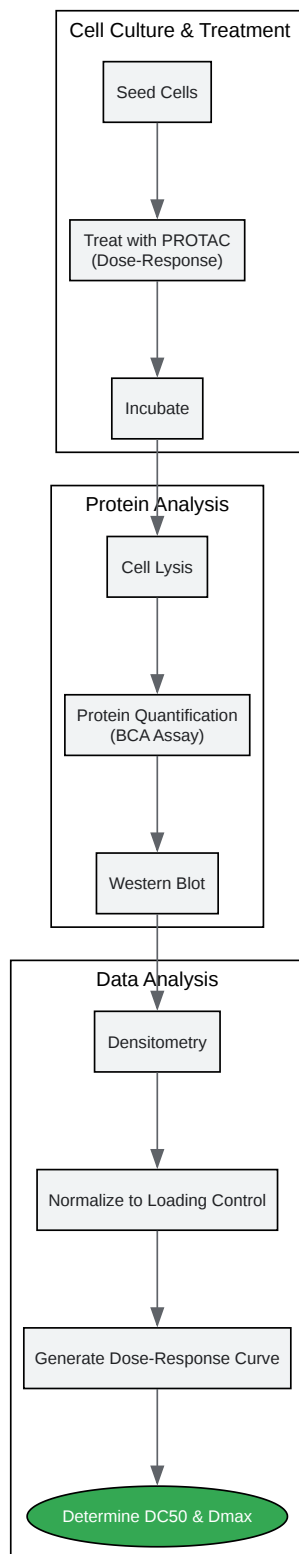 Cell Culture & Treatment
Seed Cells
Treat with PROTAC
(Dose-Response)
Incubate
Protein Analysis
Cell Lysis
Protein Quantification
(BCA Assay)
Western Blot
Data Analysis
Densitometry
Normalize to Loading Control
Generate Dose-Response Curve
Determine DC50 & Dmax